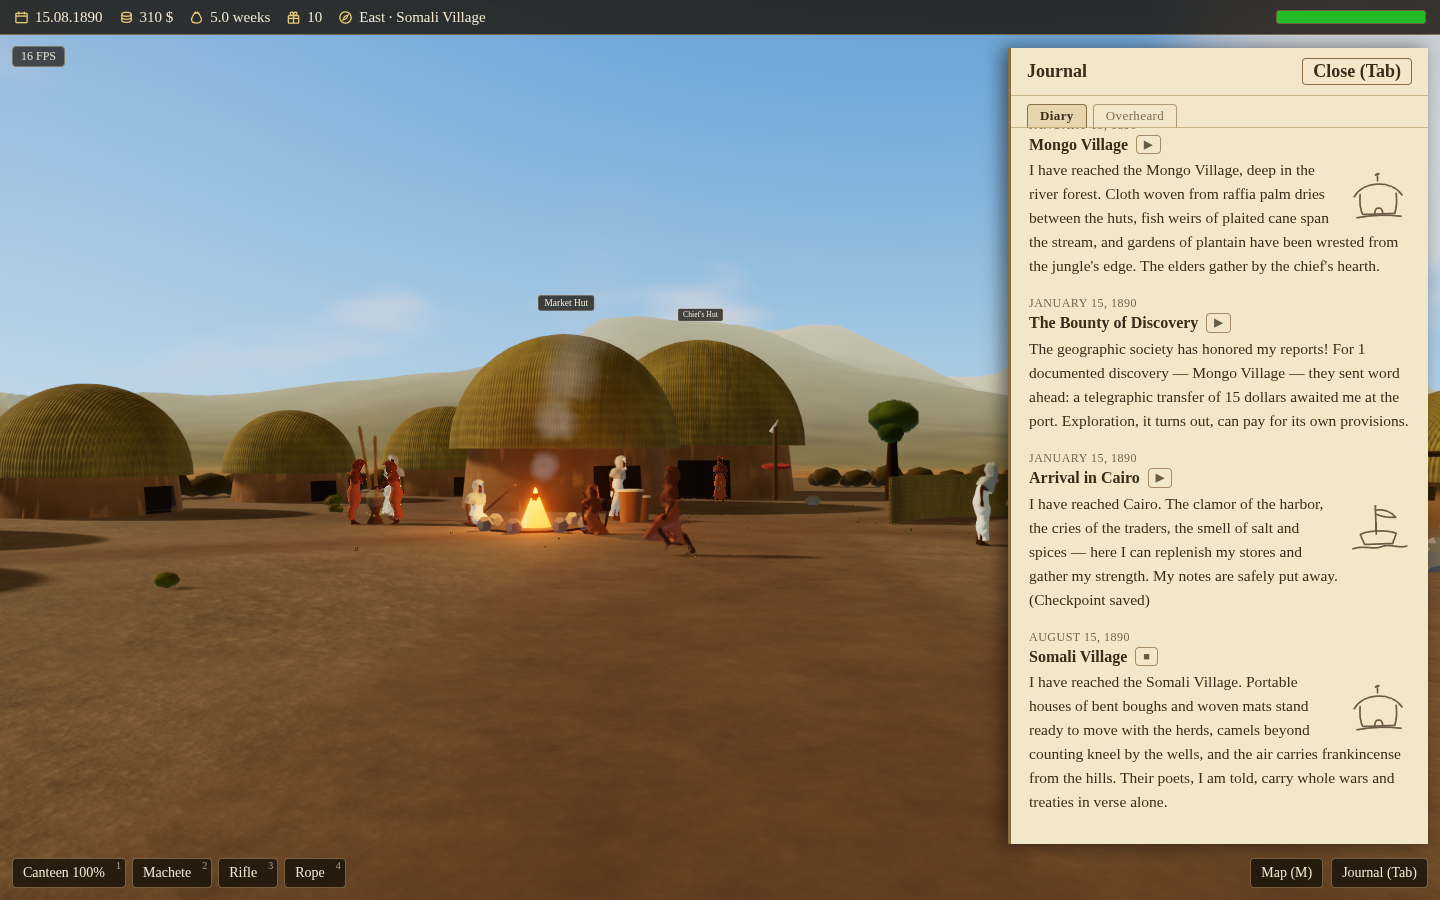 15.08.1890 310 $ 5.0 weeks 10 East · Somali Village
16 FPS
Market Hut
Chief's Hut
Journal
Close (Tab)
Diary
Overheard
Mongo Village
I have reached the Mongo Village, deep in the
river forest. Cloth woven from raffia palm dries
between the huts, fish weirs of plaited cane span
the stream, and gardens of plantain have been wrested from
the jungle's edge. The elders gather by the chief's hearth.
JANUARY 15, 1890
The Bounty of Discovery
The geographic society has honored my reports! For 1
documented discovery — Mongo Village — they sent word
ahead: a telegraphic transfer of 15 dollars awaited me at the
port. Exploration, it turns out, can pay for its own provisions.
JANUARY 15, 1890
Arrival in Cairo
I have reached Cairo. The clamor of the harbor,
the cries of the traders, the smell of salt and
spices — here I can replenish my stores and
gather my strength. My notes are safely put away.
(Checkpoint saved)
AUGUST 15, 1890
Somali Village
I have reached the Somali Village. Portable
houses of bent boughs and woven mats stand
ready to move with the herds, camels beyond
counting kneel by the wells, and the air carries frankincense
from the hills. Their poets, I am told, carry whole wars and
treaties in verse alone.
Canteen 100% 1
Machete 2
Rifle 3
Rope 4
Map (M)
Journal (Tab)